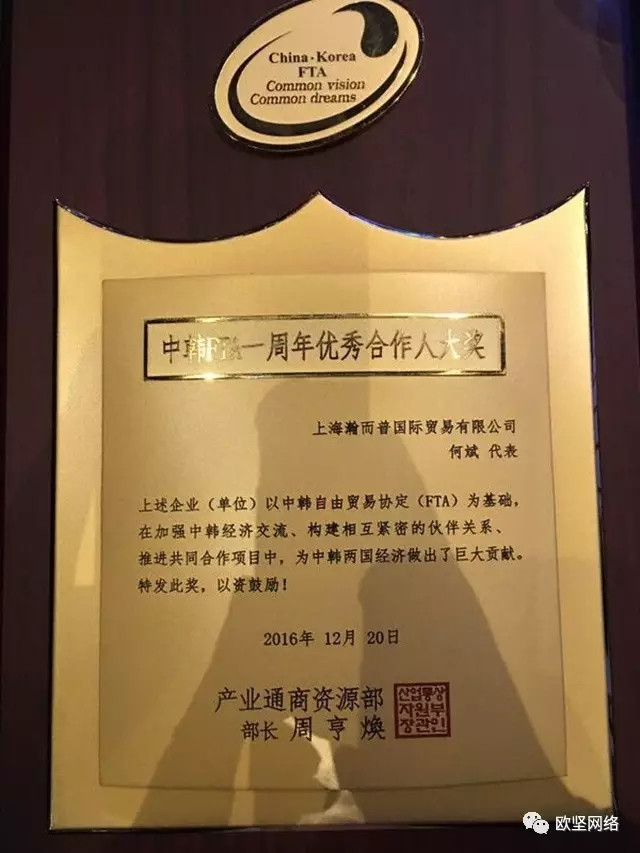 China·Korea
FTA
Common vision
Common dreams
中韩FTA一周年优秀合作人大奖
上海瀚而普国际贸易有限公司
何斌 代表
上述企业（单位）以中韩自由贸易协定（FTA）为基础，
在加强中韩经济交流、构建相互紧密的伙伴关系、
推进共同合作项目中，为中韩两国经济做出了巨大贡献。
特发此奖，以资鼓励！
2016年 12月 20日
产业通商资源部
部长 周亨焕
산업통상
자원부
장관인
欧坚网络